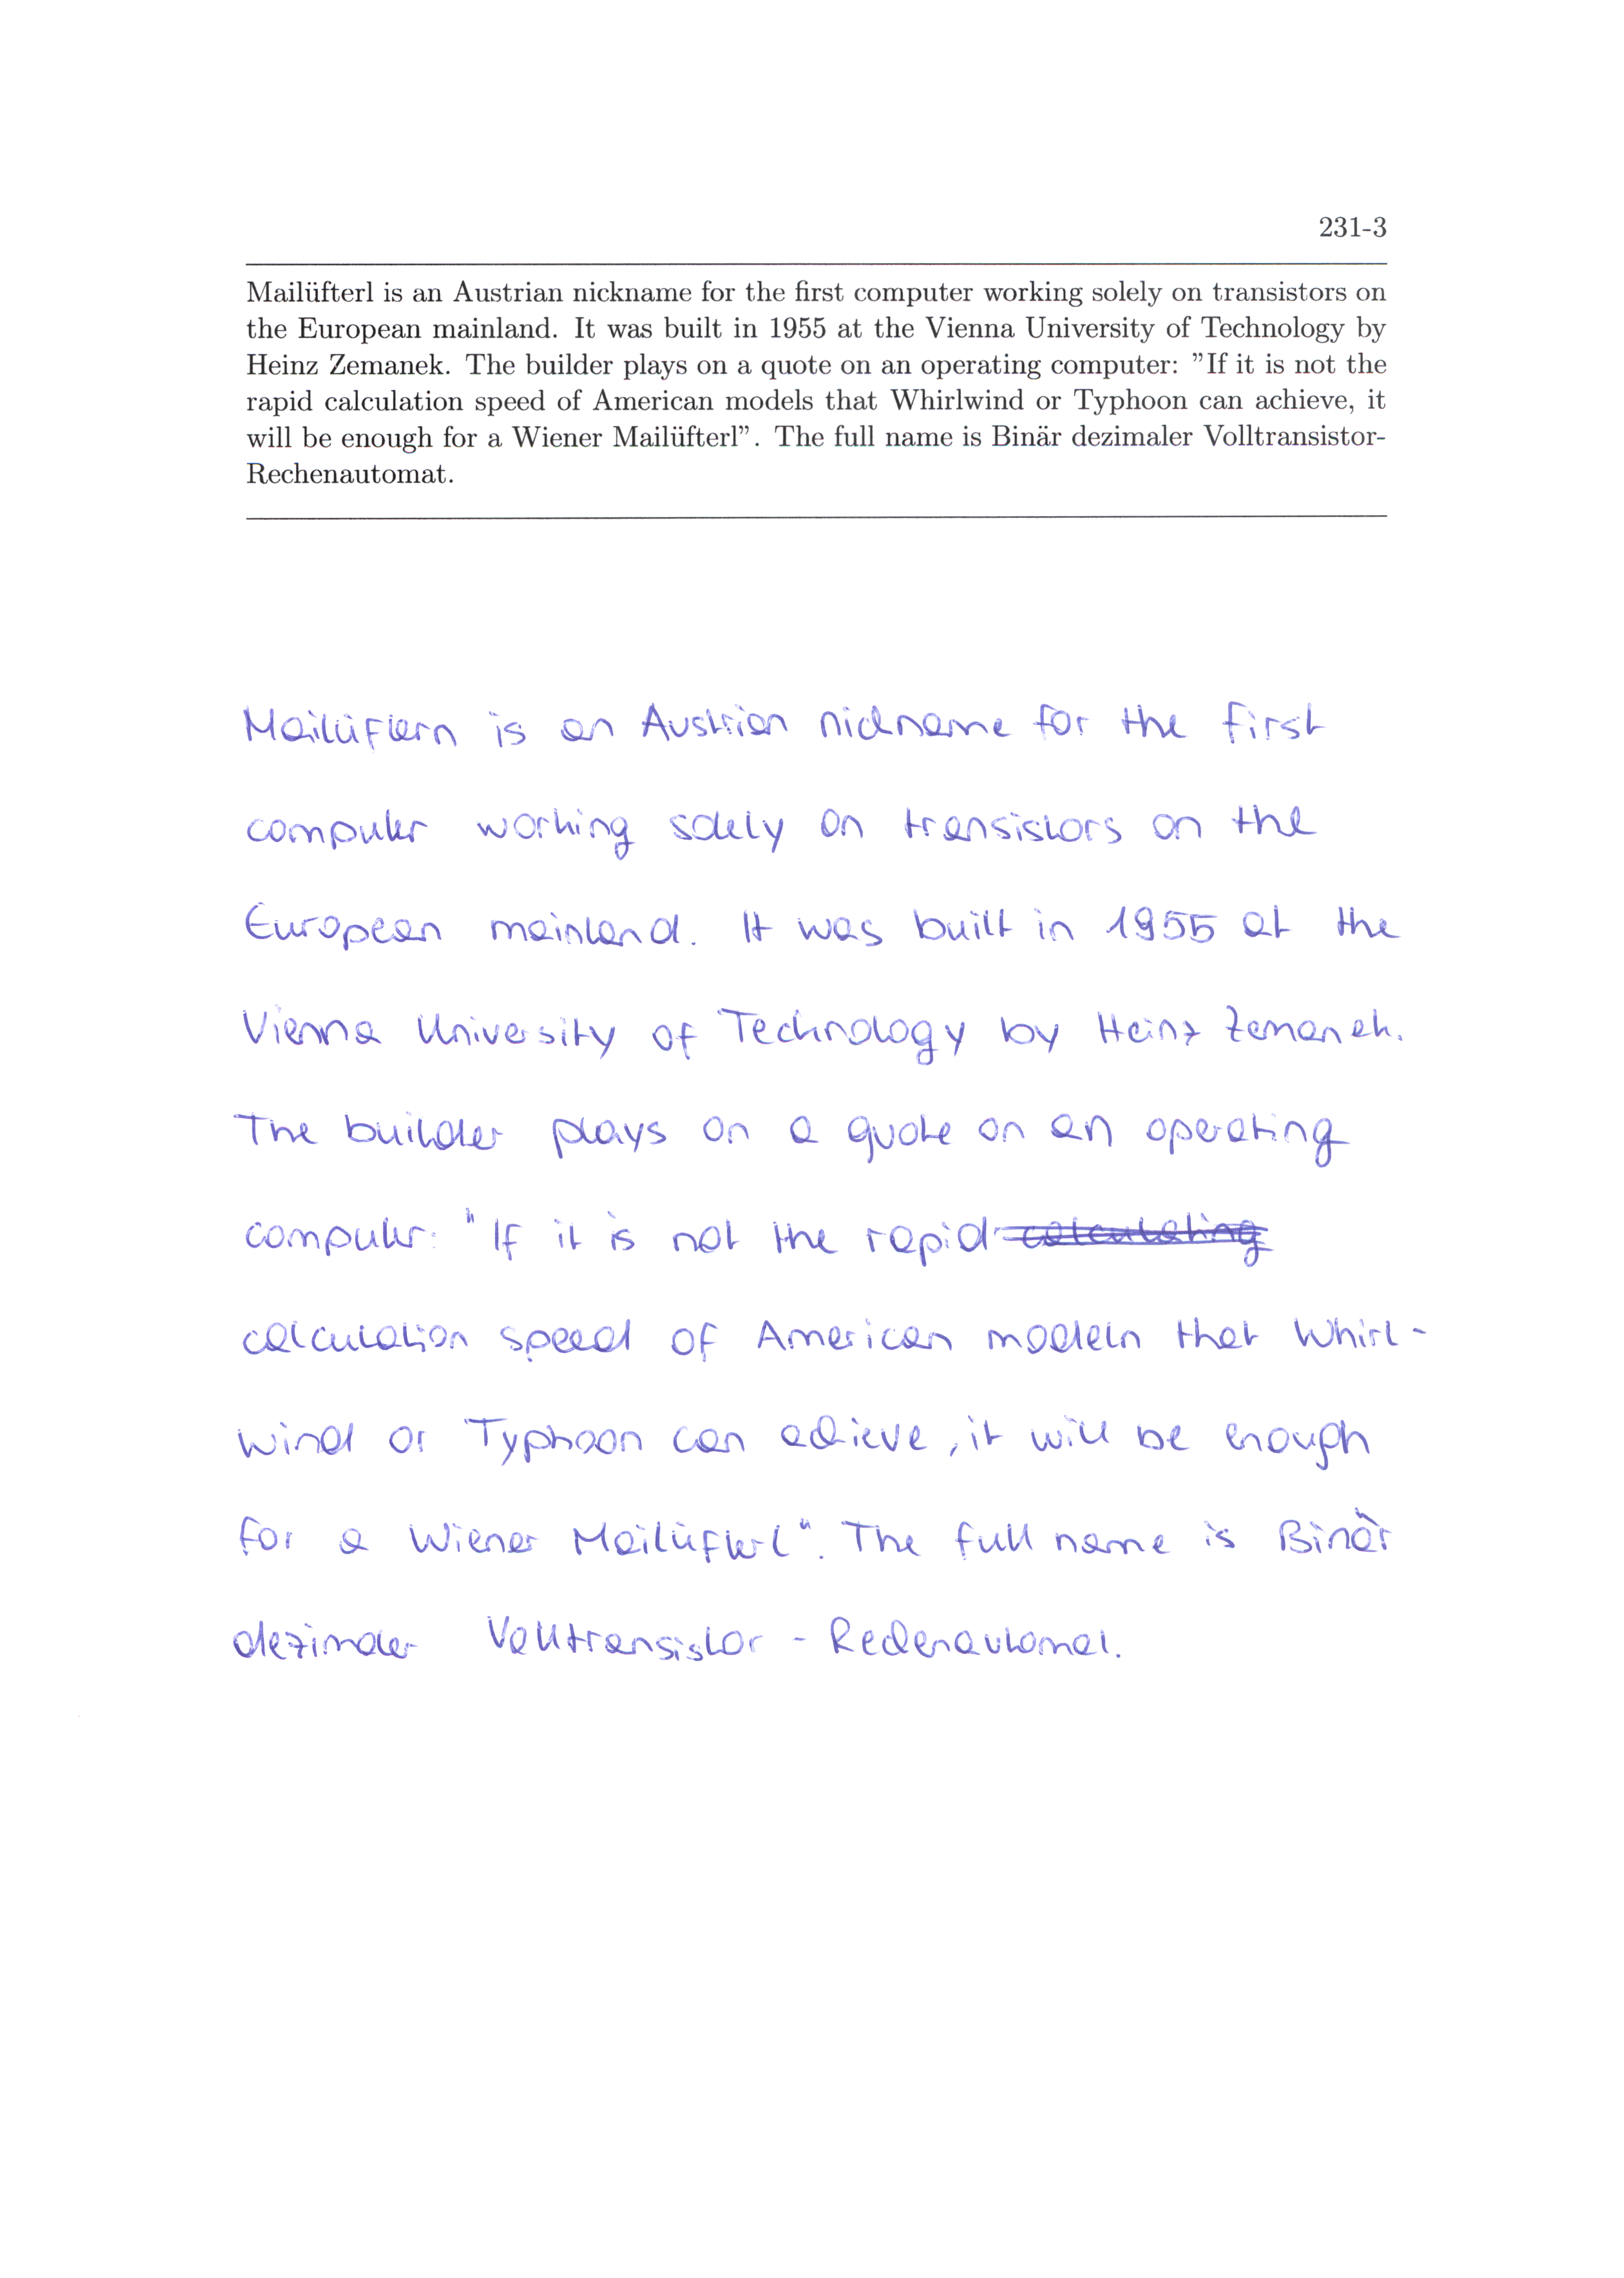 231-3
Mailüfterl is an Austrian nickname for the first computer working solely on transistors on
the European mainland. It was built in 1955 at the Vienna University of Technology by
Heinz Zemanek. The builder plays on a quote on an operating computer: ”If it is not the
rapid calculation speed of American models that Whirlwind or Typhoon can achieve, it
will be enough for a Wiener Mailüfterl”. The full name is Binär dezimaler Volltransistor-
Rechenautomat.
Mailüftern is an Austrian nickname for the first
computer working solely on transistors on the
European mainland. It was built in 1955 at the
Vienna University of Technology by Heinz Zemanek.
The builder plays on a quote on an operating
computer: "If it is not the rapid calculating
calculation speed of American modeln that Whirl-
wind or Typhoon can achieve, it will be enough
for a Wiener Mailüfterl". The full name is Binär
dezimaler Volltransistor - Rechenautomat.